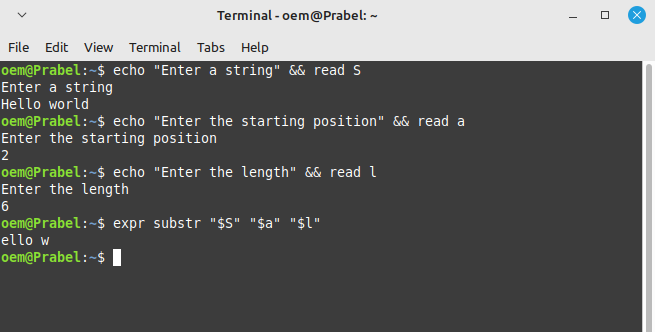 Terminal - oem@Prabel: ~
File Edit View Terminal Tabs Help
oem@Prabel:~$ echo "Enter a string" && read S
Enter a string
Hello world
oem@Prabel:~$ echo "Enter the starting position" && read a
Enter the starting position
2
oem@Prabel:~$ echo "Enter the length" && read l
Enter the length
6
oem@Prabel:~$ expr substr "$S" "$a" "$l"
ello w
oem@Prabel:~$